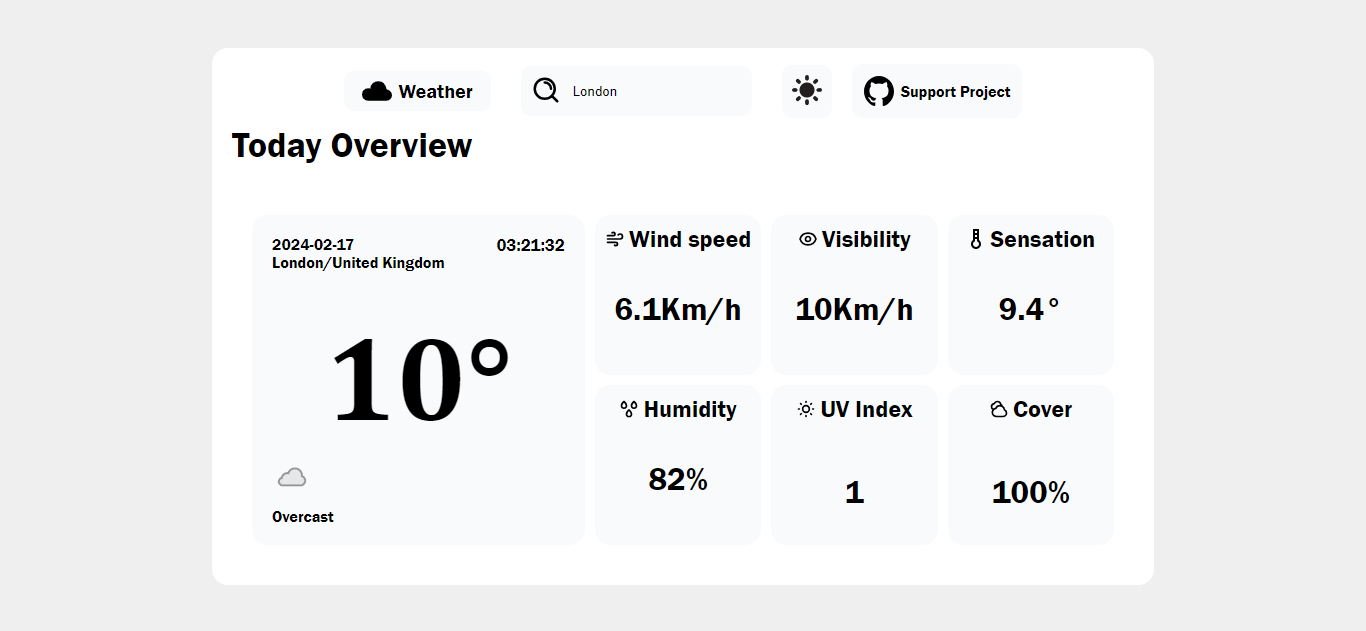 Weather
London
Support Project
Today Overview
2024-02-17
03:21:32
London/United Kingdom
10°
Overcast
Wind speed
6.1Km/h
Visibility
10Km/h
Sensation
9.4°
Humidity
82%
UV Index
1
Cover
100%